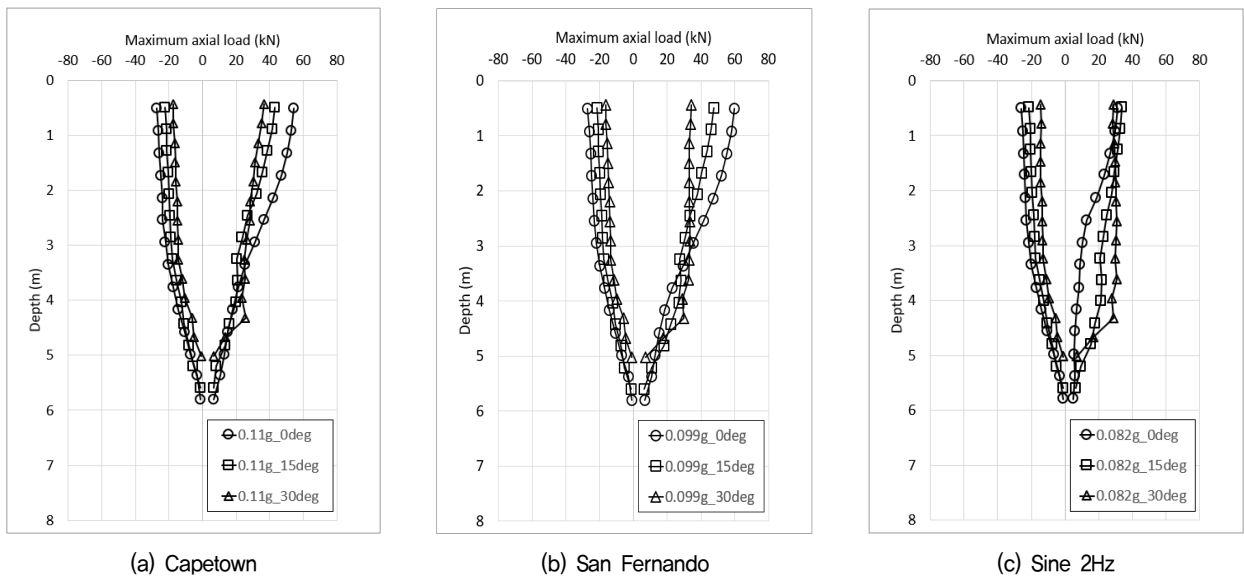 Maximum axial load (kN)
-80 -60 -40 -20 0 20 40 60 80
0
1
2
3
4
5
6
7
8
Depth (m)
0.11g_0deg
0.11g_15deg
0.11g_30deg
(a) Capetown
Maximum axial load (kN)
-80 -60 -40 -20 0 20 40 60 80
0
1
2
3
4
5
6
7
8
Depth (m)
0.099g_0deg
0.099g_15deg
0.099g_30deg
(b) San Fernando
Maximum axial load (kN)
-80 -60 -40 -20 0 20 40 60 80
0
1
2
3
4
5
6
7
8
Depth (m)
0.082g_0deg
0.082g_15deg
0.082g_30deg
(c) Sine 2Hz